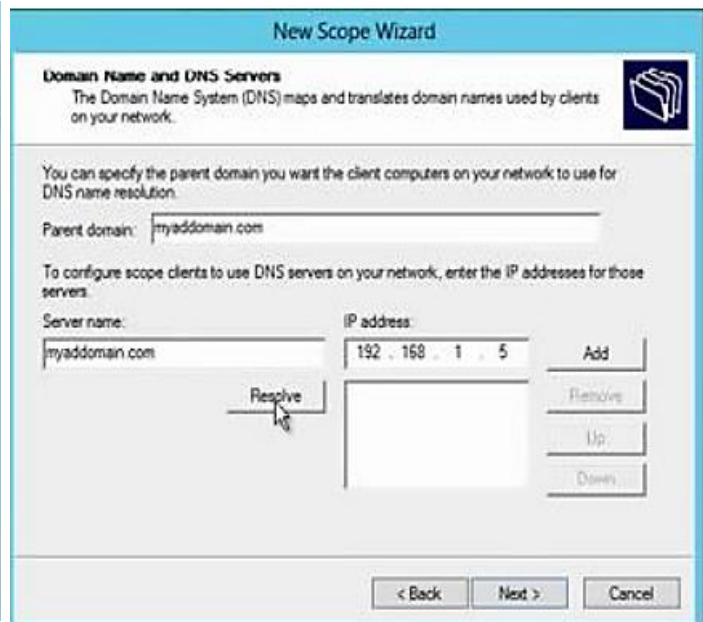 New Scope Wizard
Domain Name and DNS Servers
The Domain Name System (DNS) maps and translates domain names used by clients
on your network.
You can specify the parent domain you want the client computers on your network to use for
DNS name resolution.
Parent domain: myaddomain.com
To configure scope clients to use DNS servers on your network, enter the IP addresses for those
servers.
Server name: IP address:
myaddomain.com 192 . 168 . 1 . 5 Add
Resolve Remove
Up
Down
< Back Next > Cancel